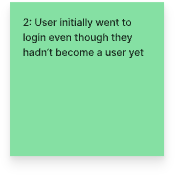 2: User initially went to
login even though they
hadn’t become a user yet